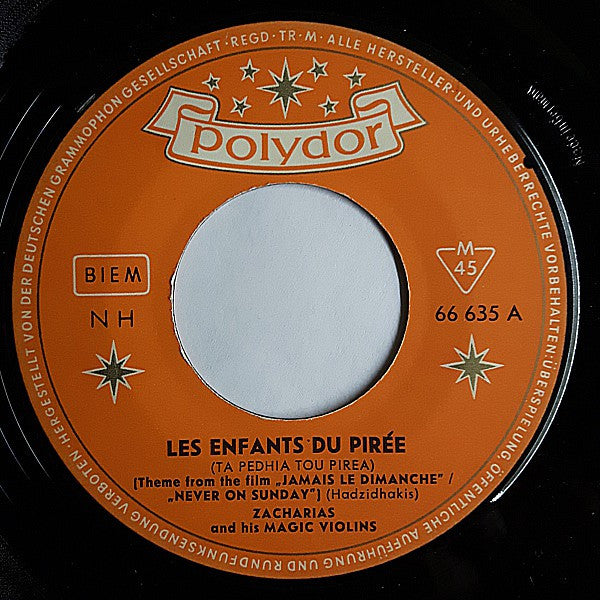 HERGESTELLT VON DER DEUTSCHEN GRAMMOPHONGESELLSCHAFT · REGD · TR · M · ALLE HERSTELLER- UND URHEBERRECHTE VORBEHALTEN · ÜBERSPIELUNG, ÖFFENTLICHE AUFFÜHRUNG UND RUNDFUNKSENDUNG VERBOTEN ·
polydor
BIEM
NH
M
45
66 635 A
LES ENFANTS DU PIRÉE
(TA PEDHIA TOU PIREA)
(Theme from the film „JAMAIS LE DIMANCHE" /
„NEVER ON SUNDAY") (Hadzidhakis)
ZACHARIAS
and his MAGIC VIOLINS